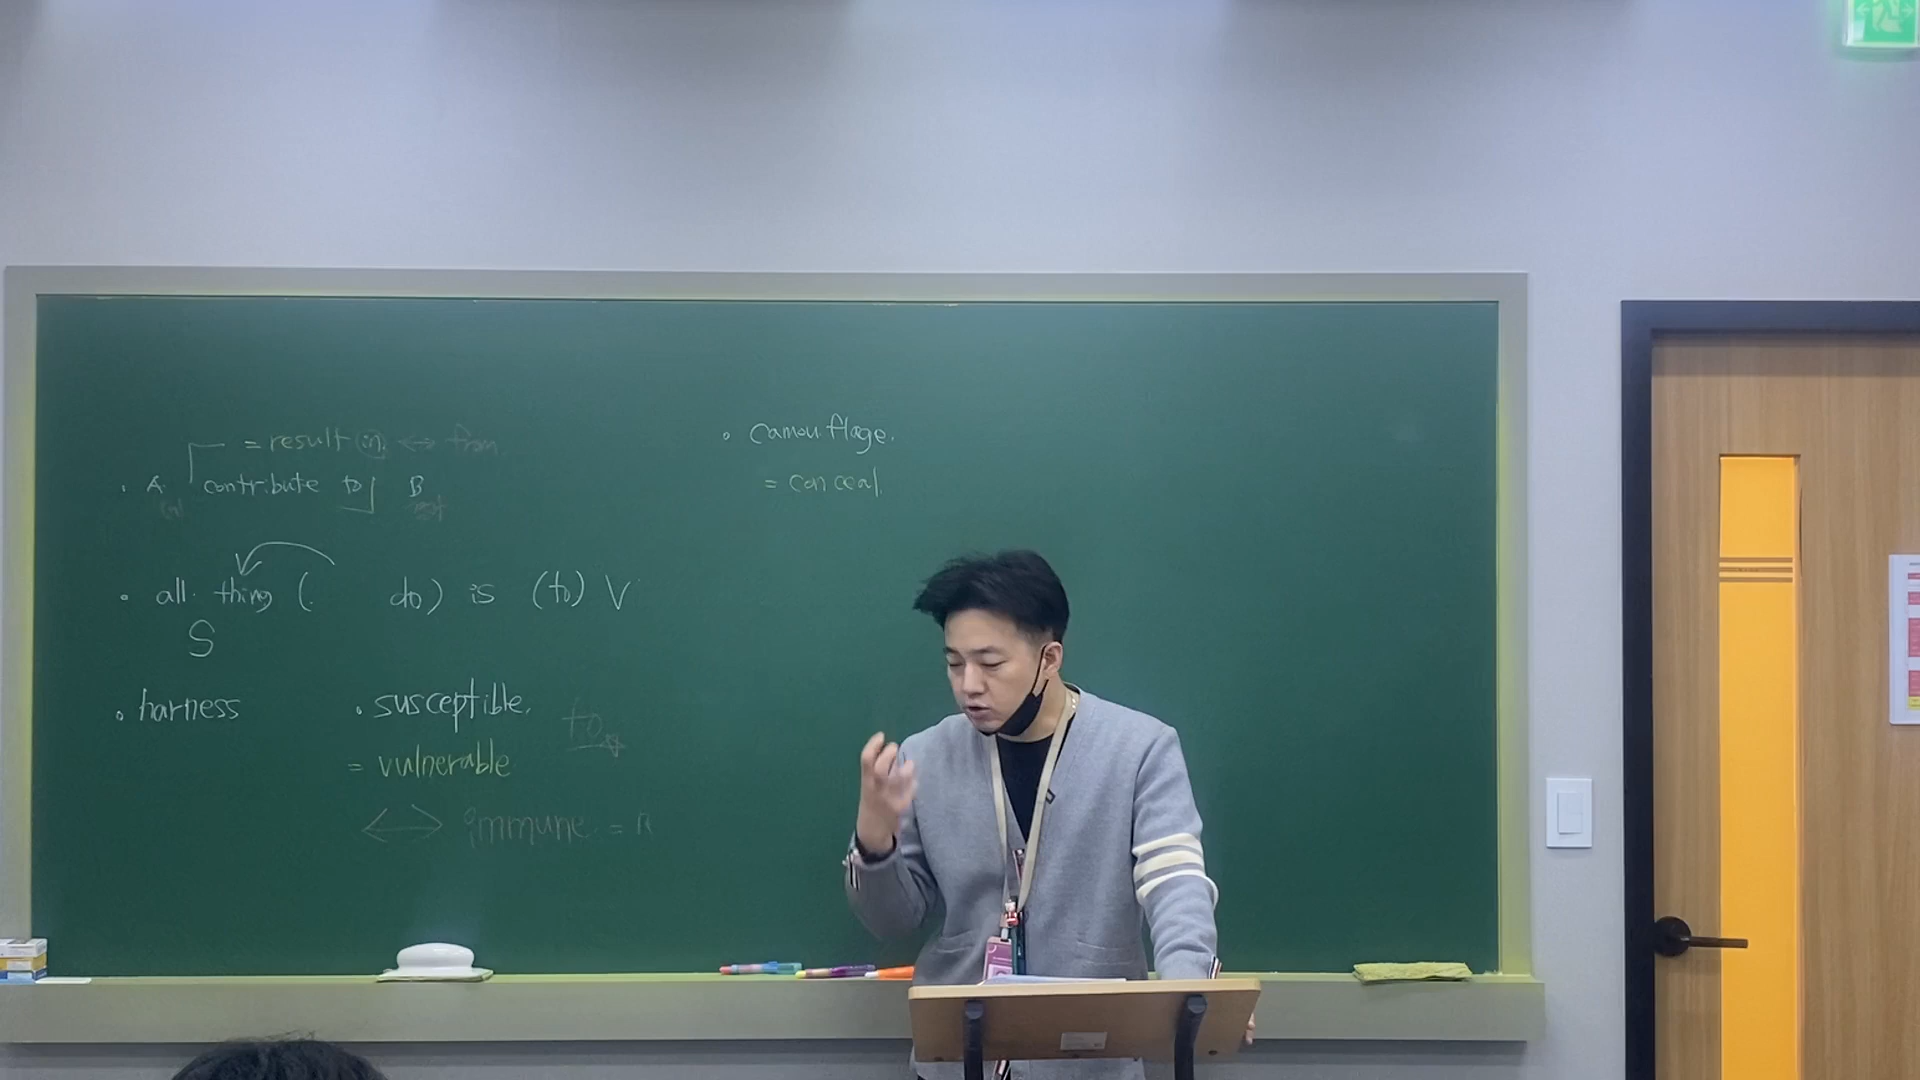 = result in ↔ from
· A contribute to B
· all thing ( do) is (to) V
S
· harness
· susceptible, to
= vulnerable
↔ immune =
· camouflage.
= conceal.